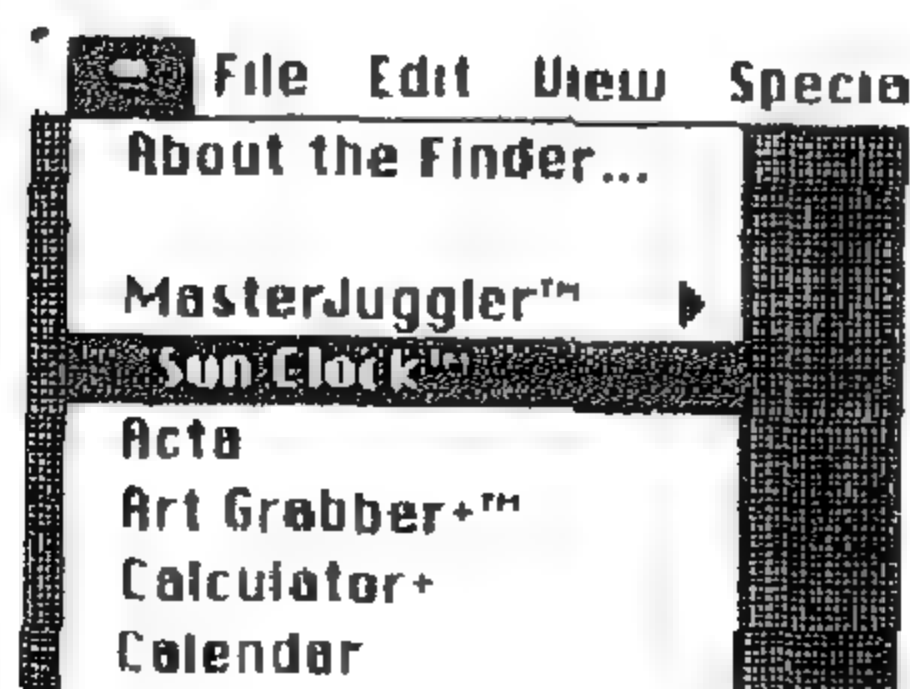 File Edit View Specia
About the Finder...
MasterJuggler™
Sun Clock™
Acta
Art Grabber+™
Calculator+
Calendar